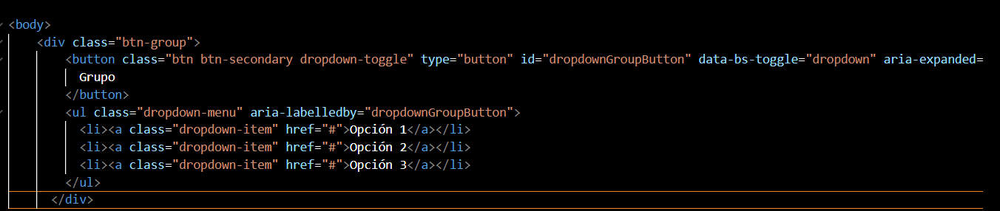 <body>
<div class="btn-group">
<button class="btn btn-secondary dropdown-toggle" type="button" id="dropdownGroupButton" data-bs-toggle="dropdown" aria-expanded=
Grupo
</button>
<ul class="dropdown-menu" aria-labelledby="dropdownGroupButton">
<li><a class="dropdown-item" href="#">Opción 1</a></li>
<li><a class="dropdown-item" href="#">Opción 2</a></li>
<li><a class="dropdown-item" href="#">Opción 3</a></li>
</ul>
</div>